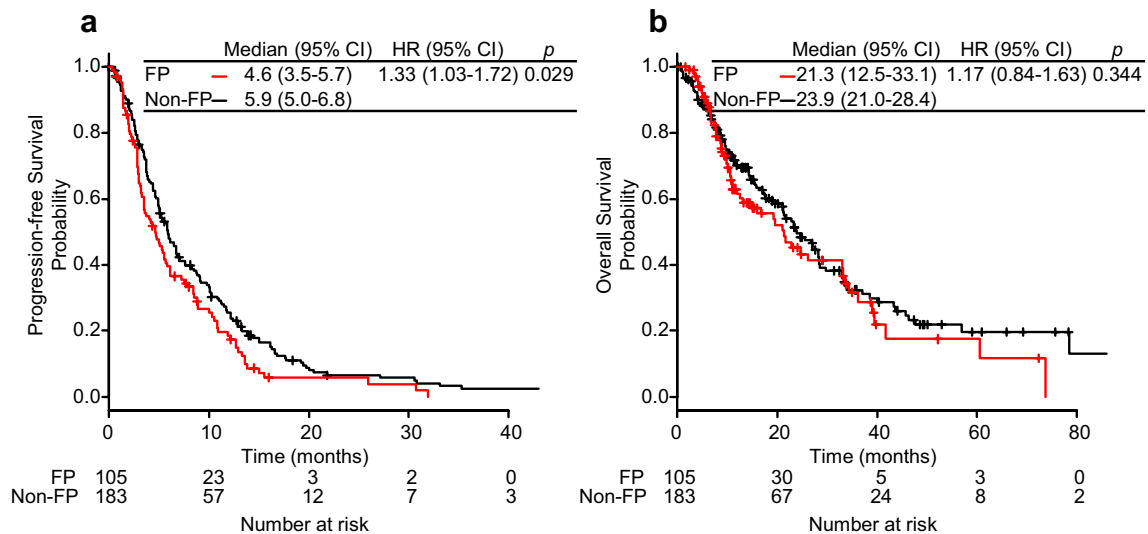 a
Median (95% CI) HR (95% CI) p
FP 4.6 (3.5-5.7) 1.33 (1.03-1.72) 0.029
Non-FP 5.9 (5.0-6.8)
Progression-free Survival
Probability
1.0
0.8
0.6
0.4
0.2
0.0
0 10 20 30 40
Time (months)
FP 105 23 3 2 0
Non-FP 183 57 12 7 3
Number at risk
b
Median (95% CI) HR (95% CI) p
FP 21.3 (12.5-33.1) 1.17 (0.84-1.63) 0.344
Non-FP 23.9 (21.0-28.4)
Overall Survival
Probability
1.0
0.8
0.6
0.4
0.2
0.0
0 20 40 60 80
Time (months)
FP 105 30 5 3 0
Non-FP 183 67 24 8 2
Number at risk